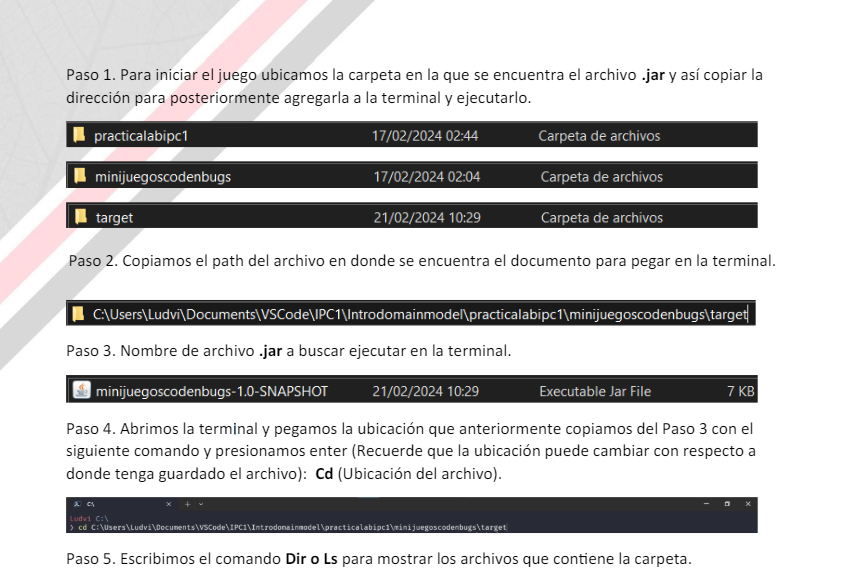 Paso 1. Para iniciar el juego ubicamos la carpeta en la que se encuentra el archivo .jar y así copiar la
dirección para posteriormente agregarla a la terminal y ejecutarlo.
practicalabipc1 17/02/2024 02:44 Carpeta de archivos
minijuegoscodenbugs 17/02/2024 02:04 Carpeta de archivos
target 21/02/2024 10:29 Carpeta de archivos
Paso 2. Copiamos el path del archivo en donde se encuentra el documento para pegar en la terminal.
C:\Users\Ludvi\Documents\VSCode\IPC1\Introdomainmodel\practicalabipc1\minijuegoscodenbugs\target
Paso 3. Nombre de archivo .jar a buscar ejecutar en la terminal.
minijuegoscodenbugs-1.0-SNAPSHOT 21/02/2024 10:29 Executable Jar File 7 KB
Paso 4. Abrimos la terminal y pegamos la ubicación que anteriormente copiamos del Paso 3 con el
siguiente comando y presionamos enter (Recuerde que la ubicación puede cambiar con respecto a
donde tenga guardado el archivo): Cd (Ubicación del archivo).
C:\
Ludvi C:\
> cd C:\Users\Ludvi\Documents\VSCode\IPC1\Introdomainmodel\practicalabipc1\minijuegoscodenbugs\target
Paso 5. Escribimos el comando Dir o Ls para mostrar los archivos que contiene la carpeta.